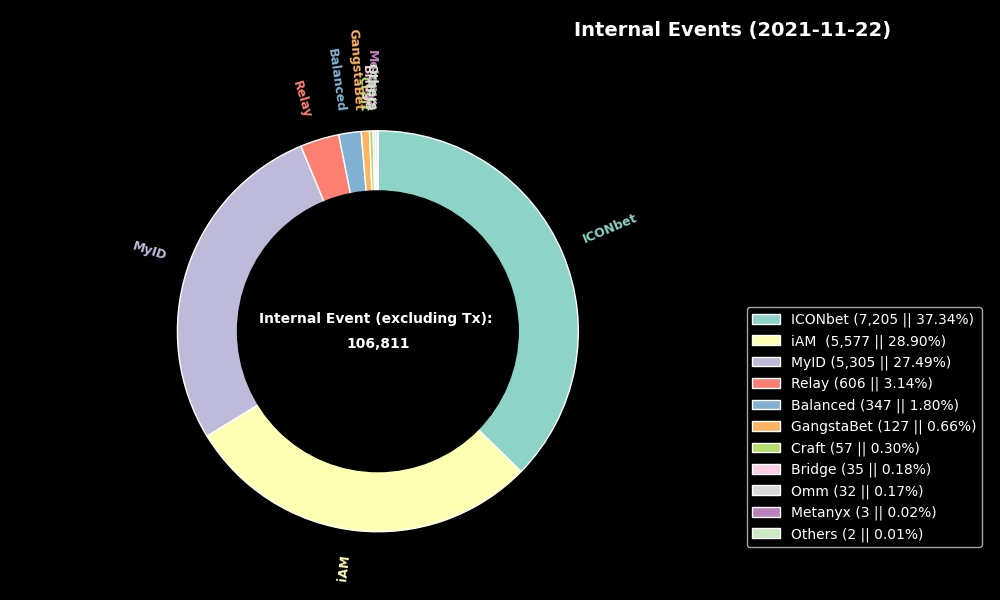 Internal Events (2021-11-22)
GangstaBet
Balanced
Relay
ICONbet
MyID
Internal Event (excluding Tx):
106,811
iAM
ICONbet (7,205 || 37.34%)
iAM  (5,577 || 28.90%)
MyID (5,305 || 27.49%)
Relay (606 || 3.14%)
Balanced (347 || 1.80%)
GangstaBet (127 || 0.66%)
Craft (57 || 0.30%)
Bridge (35 || 0.18%)
Omm (32 || 0.17%)
Metanyx (3 || 0.02%)
Others (2 || 0.01%)